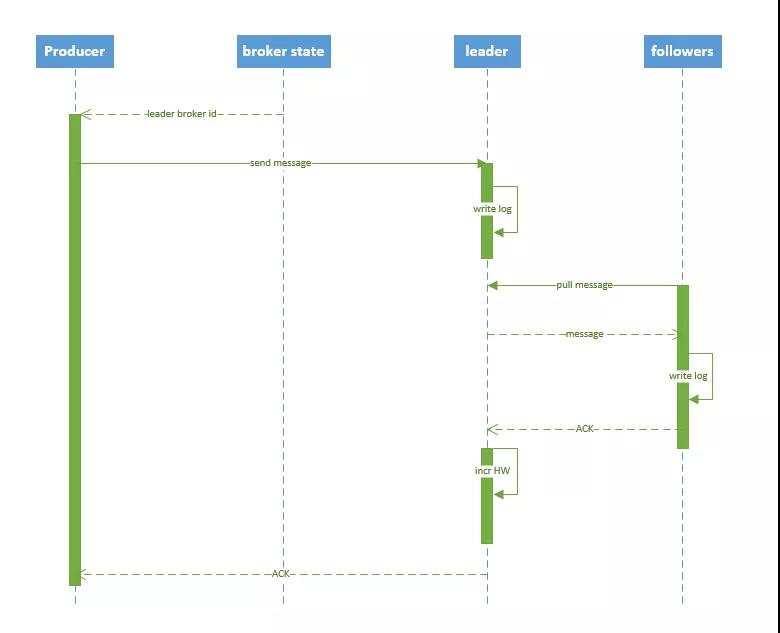 Producer
broker state
leader
followers
leader broker id
send message
write log
pull message
message
write log
ACK
incr HW
ACK